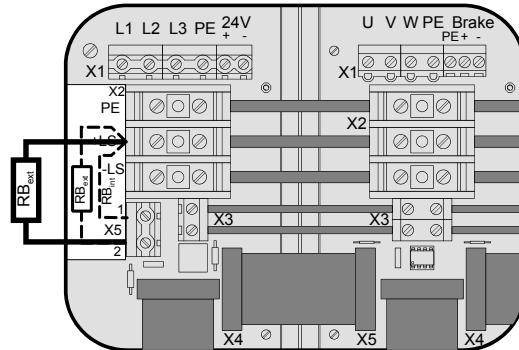 L1 L2 L3 PE 24V
+ -
U V W PE Brake
PE + -
X1
X1
X2
PE
X2
+LS
-LS
RBext
RBext
RBint
1
X5
2
X3
X3
X4
X5
X4